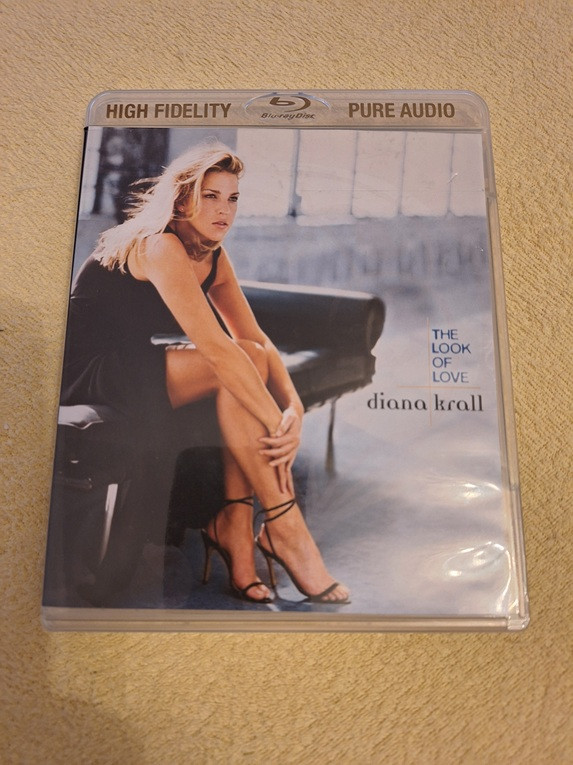 HIGH FIDELITY Blu-ray Disc PURE AUDIO
THE
LOOK
OF
LOVE
diana krall